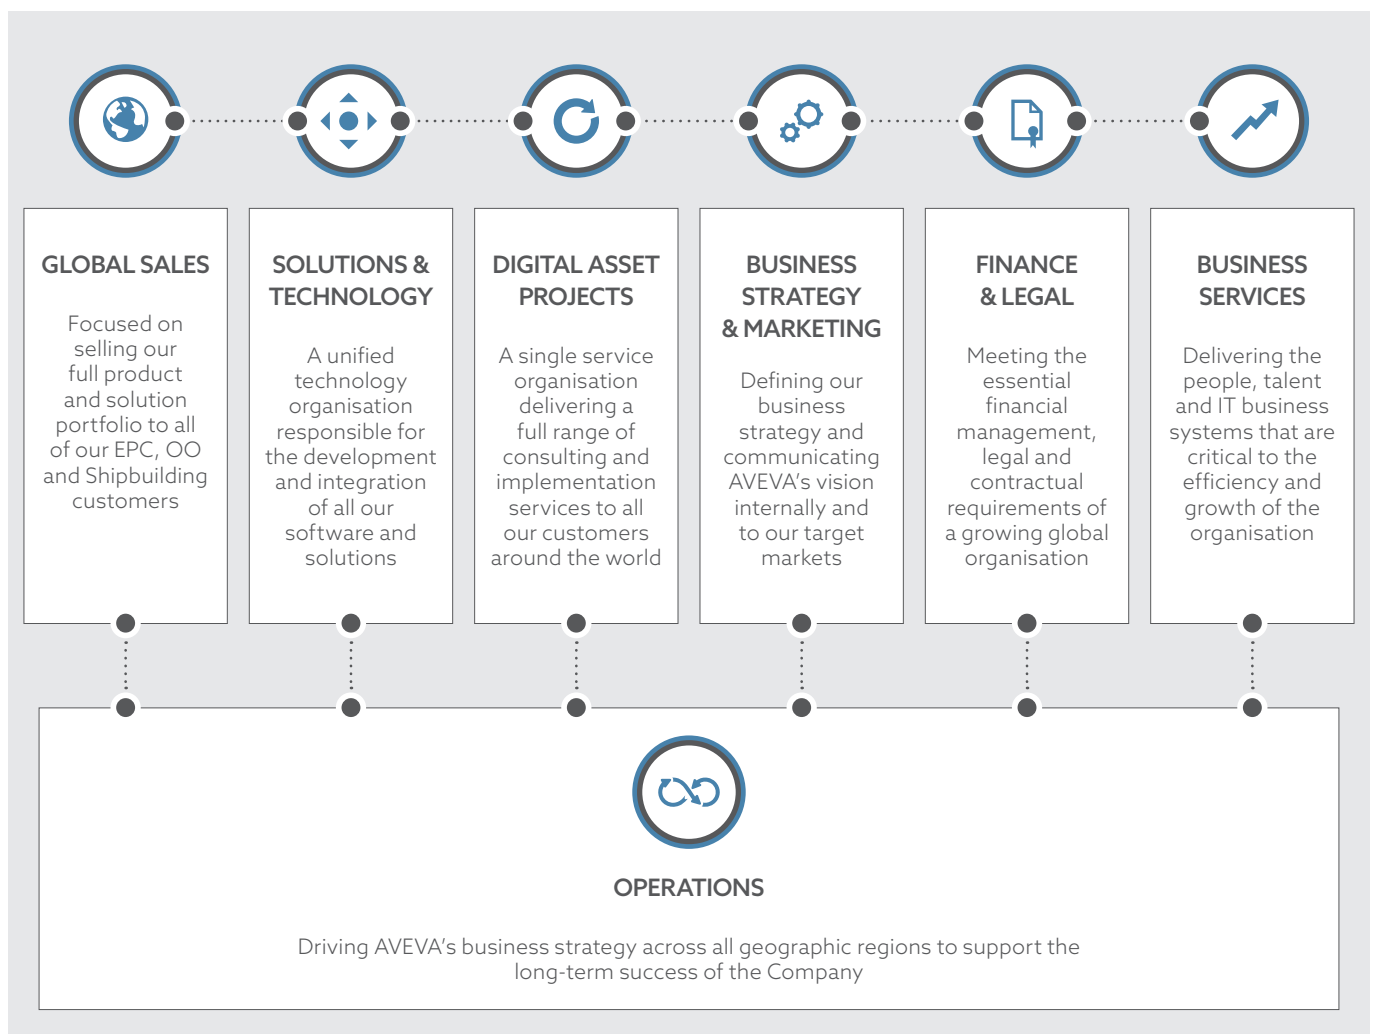 GLOBAL SALES
Focused on
selling our
full product
and solution
portfolio to all
of our EPC, OO
and Shipbuilding
customers
SOLUTIONS &
TECHNOLOGY
A unified
technology
organisation
responsible for
the development
and integration
of all our
software and
solutions
DIGITAL ASSET
PROJECTS
A single service
organisation
delivering a
full range of
consulting and
implementation
services to all
our customers
around the world
BUSINESS
STRATEGY
& MARKETING
Defining our
business
strategy and
communicating
AVEVA’s vision
internally and
to our target
markets
FINANCE
& LEGAL
Meeting the
essential
financial
management,
legal and
contractual
requirements of
a growing global
organisation
BUSINESS
SERVICES
Delivering the
people, talent
and IT business
systems that are
critical to the
efficiency and
growth of the
organisation
OPERATIONS
Driving AVEVA’s business strategy across all geographic regions to support the
long-term success of the Company